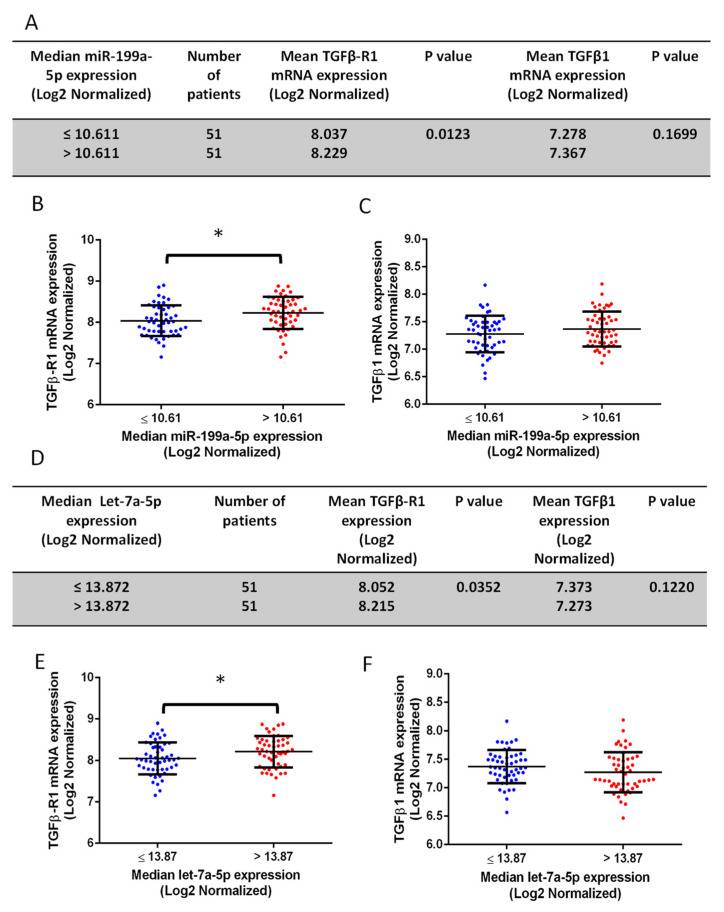 A
Median miR-199a-
5p expression
(Log2 Normalized)
Number
of
patients
Mean TGFβ-R1
mRNA expression
(Log2 Normalized)
P value
Mean TGFβ1
mRNA expression
(Log2 Normalized)
P value
≤ 10.611 51 8.037 0.0123 7.278 0.1699
> 10.611 51 8.229 7.367
B
TGFβ-R1 mRNA expression
(Log2 Normalized)
10
9
8
7
6
*
≤ 10.61 > 10.61
Median miR-199a-5p expression
(Log2 Normalized)
C
TGFβ1 mRNA expression
(Log2 Normalized)
9.0
8.5
8.0
7.5
7.0
6.5
6.0
≤ 10.61 > 10.61
Median miR-199a-5p expression
(Log2 Normalized)
D
Median Let-7a-5p
expression
(Log2 Normalized)
Number of
patients
Mean TGFβ-R1
expression
(Log2
Normalized)
P value
Mean TGFβ1
expression
(Log2
Normalized)
P value
≤ 13.872 51 8.052 0.0352 7.373 0.1220
> 13.872 51 8.215 7.273
E
TGFβ-R1 mRNA expression
(Log2 Normalized)
10
9
8
7
6
*
≤ 13.87 > 13.87
Median let-7a-5p expression
(Log2 Normalized)
F
TGFβ1 mRNA expression
(Log2 Normalized)
9.0
8.5
8.0
7.5
7.0
6.5
6.0
≤ 13.87 > 13.87
Median let-7a-5p expression
(Log2 Normalized)